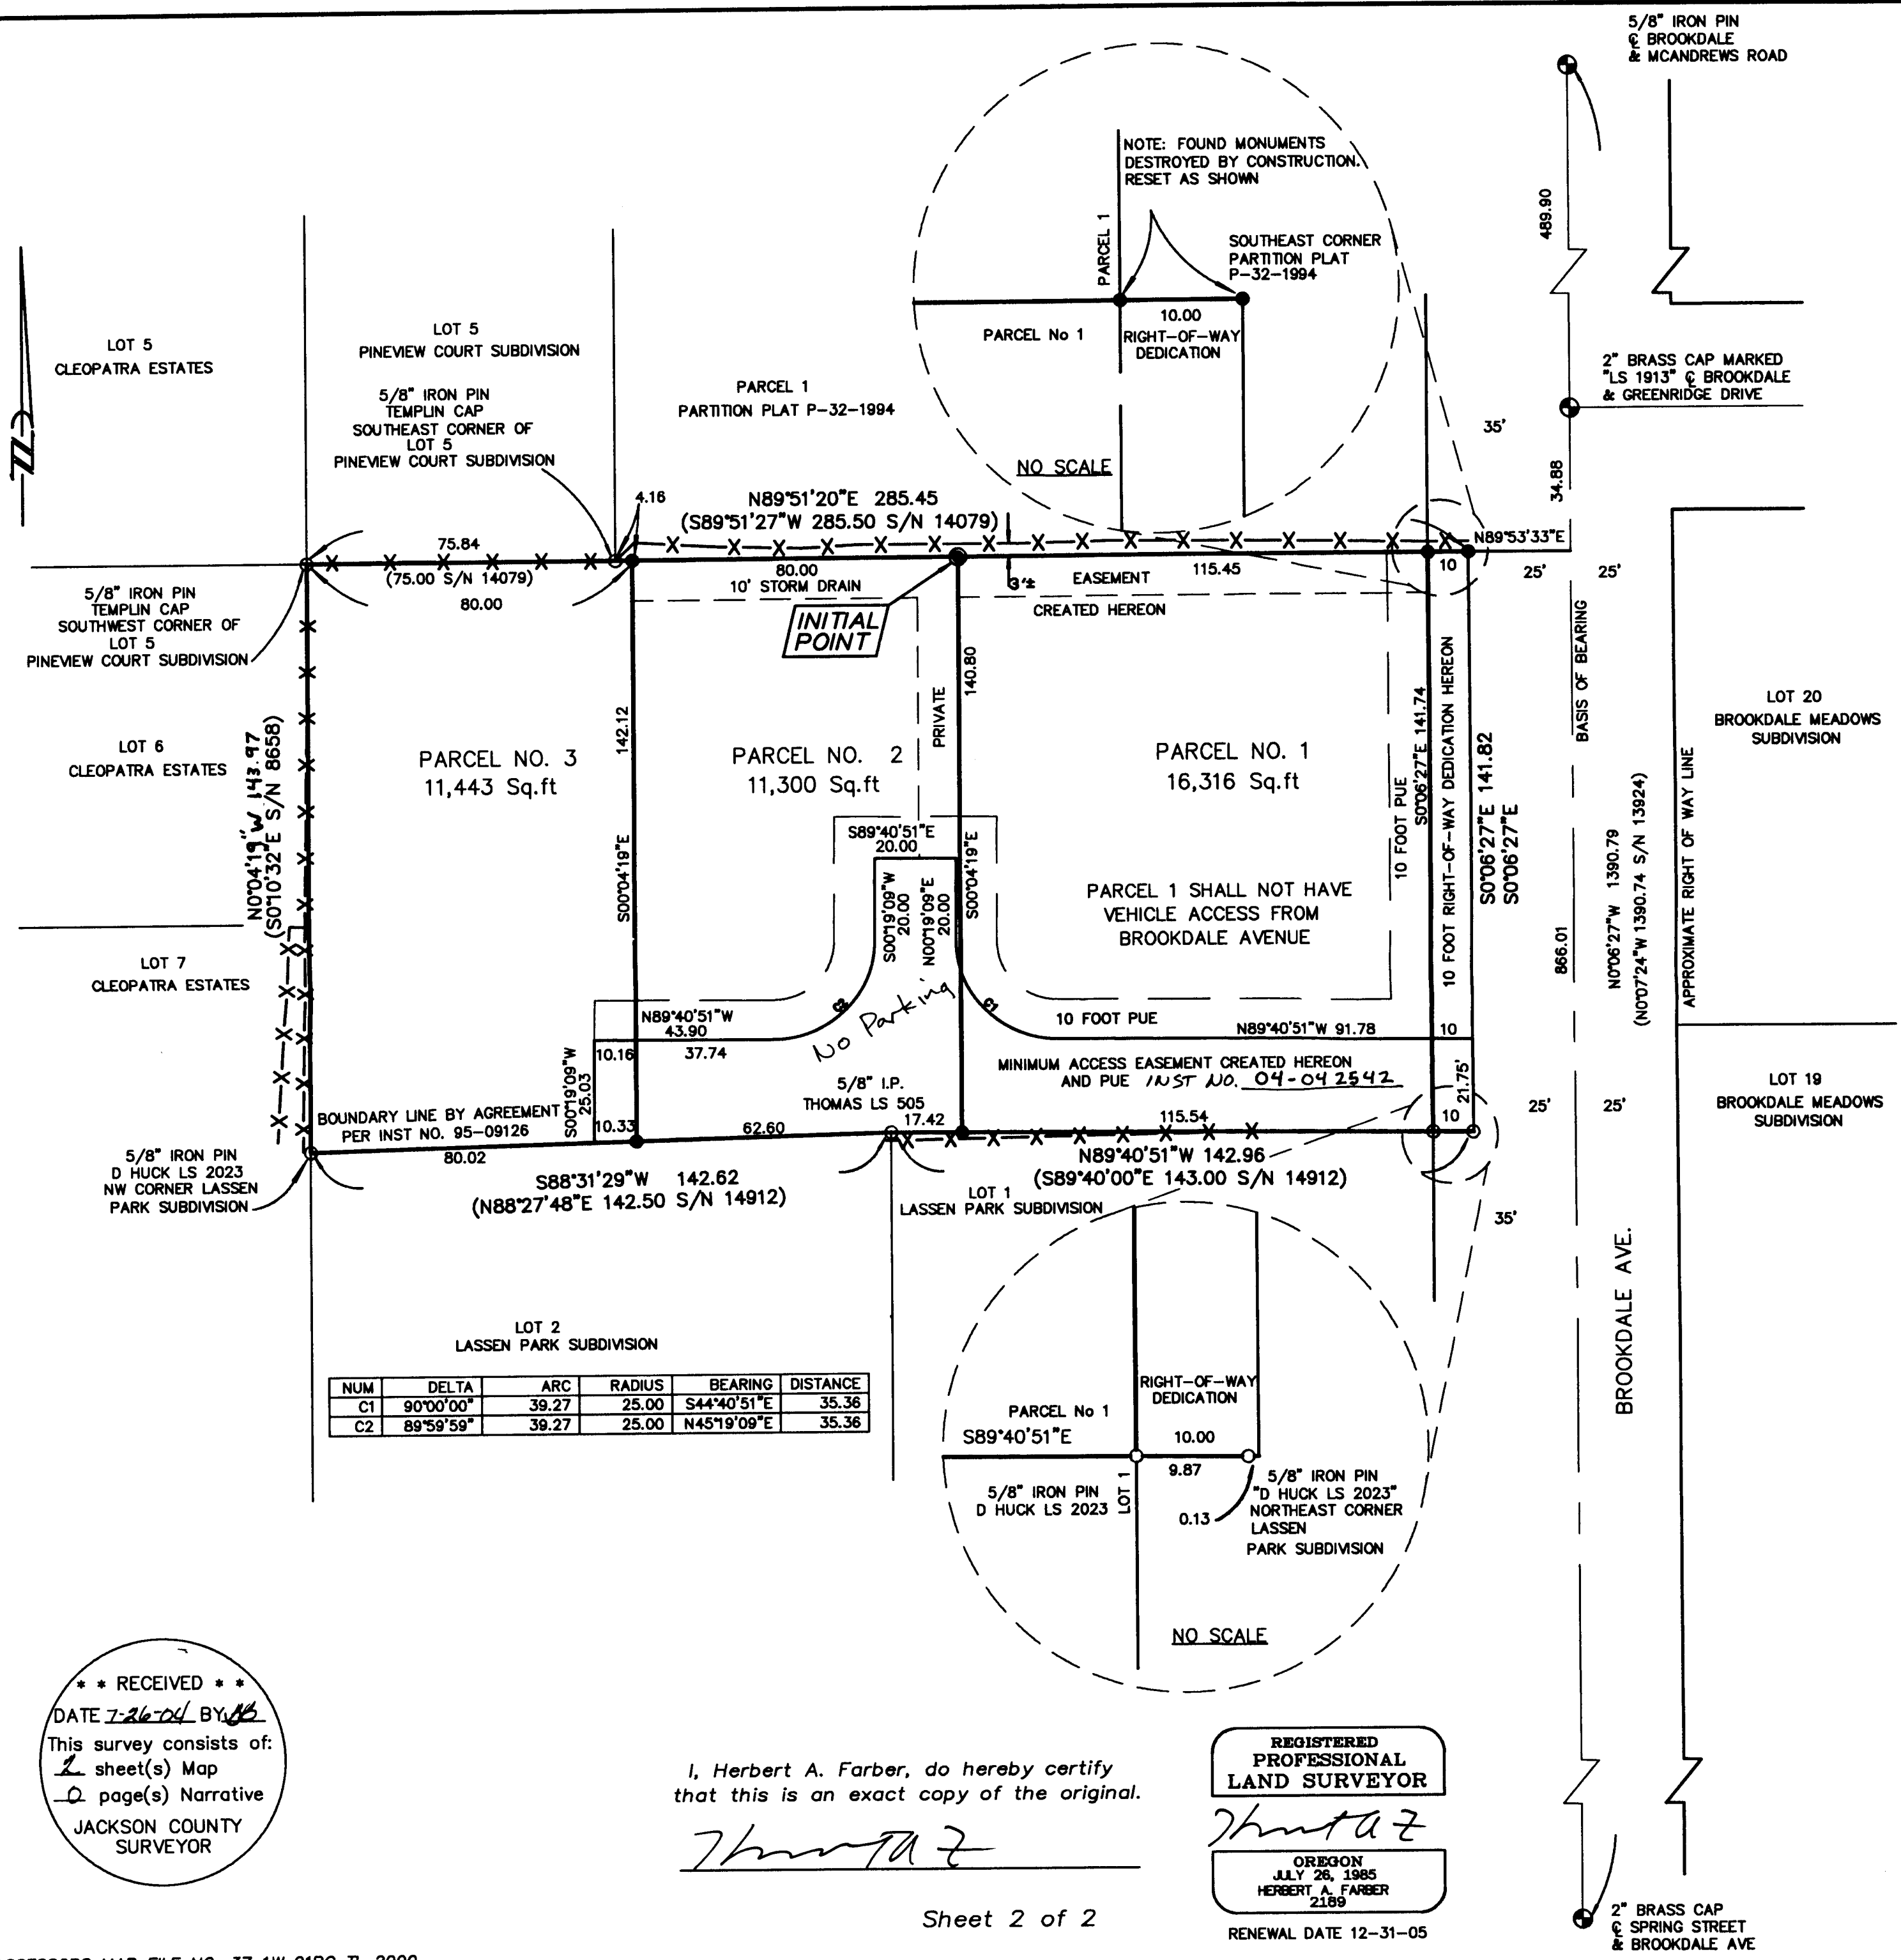 5/8" IRON PIN
℄ BROOKDALE
& MCANDREWS ROAD
NOTE: FOUND MONUMENTS
DESTROYED BY CONSTRUCTION.
RESET AS SHOWN
PARCEL 1
SOUTHEAST CORNER
PARTITION PLAT
P-32-1994
10.00
PARCEL No 1
RIGHT-OF-WAY
DEDICATION
NO SCALE
489.90
2" BRASS CAP MARKED
"LS 1913" ℄ BROOKDALE
& GREENRIDGE DRIVE
35'
34.88
LOT 5
CLEOPATRA ESTATES
LOT 5
PINEVIEW COURT SUBDIVISION
5/8" IRON PIN
TEMPLIN CAP
SOUTHEAST CORNER OF
LOT 5
PINEVIEW COURT SUBDIVISION
PARCEL 1
PARTITION PLAT P-32-1994
4.16
N89°51'20"E 285.45
(S89°51'27"W 285.50 S/N 14079)
N89°53'33"E
75.84
(75.00 S/N 14079)
80.00
80.00
10' STORM DRAIN
3'±
EASEMENT
115.45
CREATED HEREON
10
25'
25'
INITIAL
POINT
5/8" IRON PIN
TEMPLIN CAP
SOUTHWEST CORNER OF
LOT 5
PINEVIEW COURT SUBDIVISION
LOT 6
CLEOPATRA ESTATES
N0°04'19"W 143.97
(S0°10'32"E S/N 8658)
LOT 7
CLEOPATRA ESTATES
PARCEL NO. 3
11,443 Sq.ft
142.12
S00°04'19"E
PARCEL NO. 2
11,300 Sq.ft
PRIVATE
140.80
S00°04'19"E
PARCEL NO. 1
16,316 Sq.ft
PARCEL 1 SHALL NOT HAVE
VEHICLE ACCESS FROM
BROOKDALE AVENUE
10 FOOT PUE
S0°06'27"E 141.74
10 FOOT RIGHT-OF-WAY DEDICATION HEREON
S0°06'27"E 141.82
S0°06'27"E
BASIS OF BEARING
866.01
N0°06'27"W 1390.79
(N0°07'24"W 1390.74 S/N 13924)
APPROXIMATE RIGHT OF WAY LINE
LOT 20
BROOKDALE MEADOWS
SUBDIVISION
S89°40'51"E
20.00
S00°19'09"W
20.00
N00°19'09"E
20.00
C2
C1
No Parking
N89°40'51"W
43.90
10.16
37.74
10 FOOT PUE
N89°40'51"W 91.78
10
S00°19'09"W
25.03
MINIMUM ACCESS EASEMENT CREATED HEREON
AND PUE INST NO. 04-042542
21.75'
5/8" I.P.
THOMAS LS 505
BOUNDARY LINE BY AGREEMENT
PER INST NO. 95-09126
10.33
62.60
17.42
115.54
10
25'
25'
LOT 19
BROOKDALE MEADOWS
SUBDIVISION
5/8" IRON PIN
D HUCK LS 2023
NW CORNER LASSEN
PARK SUBDIVISION
80.02
S88°31'29"W 142.62
(N88°27'48"E 142.50 S/N 14912)
N89°40'51"W 142.96
(S89°40'00"E 143.00 S/N 14912)
LOT 1
LASSEN PARK SUBDIVISION
35'
BROOKDALE AVE.
LOT 2
LASSEN PARK SUBDIVISION
NUM DELTA ARC RADIUS BEARING DISTANCE
C1 90°00'00" 39.27 25.00 S44°40'51"E 35.36
C2 89°59'59" 39.27 25.00 N45°19'09"E 35.36
RIGHT-OF-WAY
DEDICATION
PARCEL No 1
S89°40'51"E
10.00
9.87
5/8" IRON PIN
D HUCK LS 2023
LOT 1
0.13
5/8" IRON PIN
"D HUCK LS 2023"
NORTHEAST CORNER
LASSEN
PARK SUBDIVISION
NO SCALE
* * RECEIVED * *
DATE 7-26-04 BY
This survey consists of:
2 sheet(s) Map
0 page(s) Narrative
JACKSON COUNTY
SURVEYOR
I, Herbert A. Farber, do hereby certify
that this is an exact copy of the original.
REGISTERED
PROFESSIONAL
LAND SURVEYOR
OREGON
JULY 26, 1985
HERBERT A. FARBER
2189
RENEWAL DATE 12-31-05
Sheet 2 of 2
2" BRASS CAP
℄ SPRING STREET
& BROOKDALE AVE